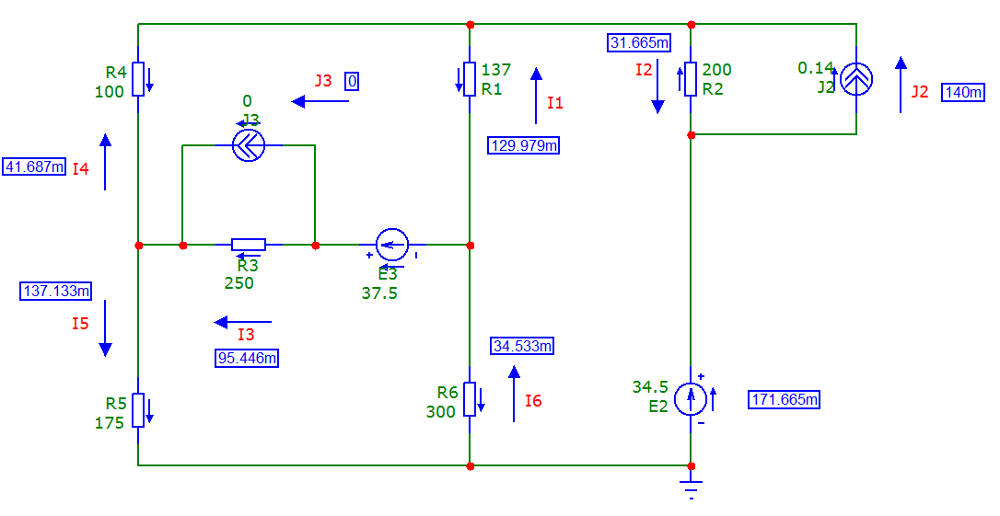 31.665m
R4
100
J3 0
137
R1
I2
200
R2
0.14
J2
J2 140m
0
J3
I1
129.979m
41.687m I4
R3
250
+
E3
37.5
137.133m
I5
I3
95.446m
34.533m
R5
175
R6
300
I6
34.5
E2
+
-
171.665m